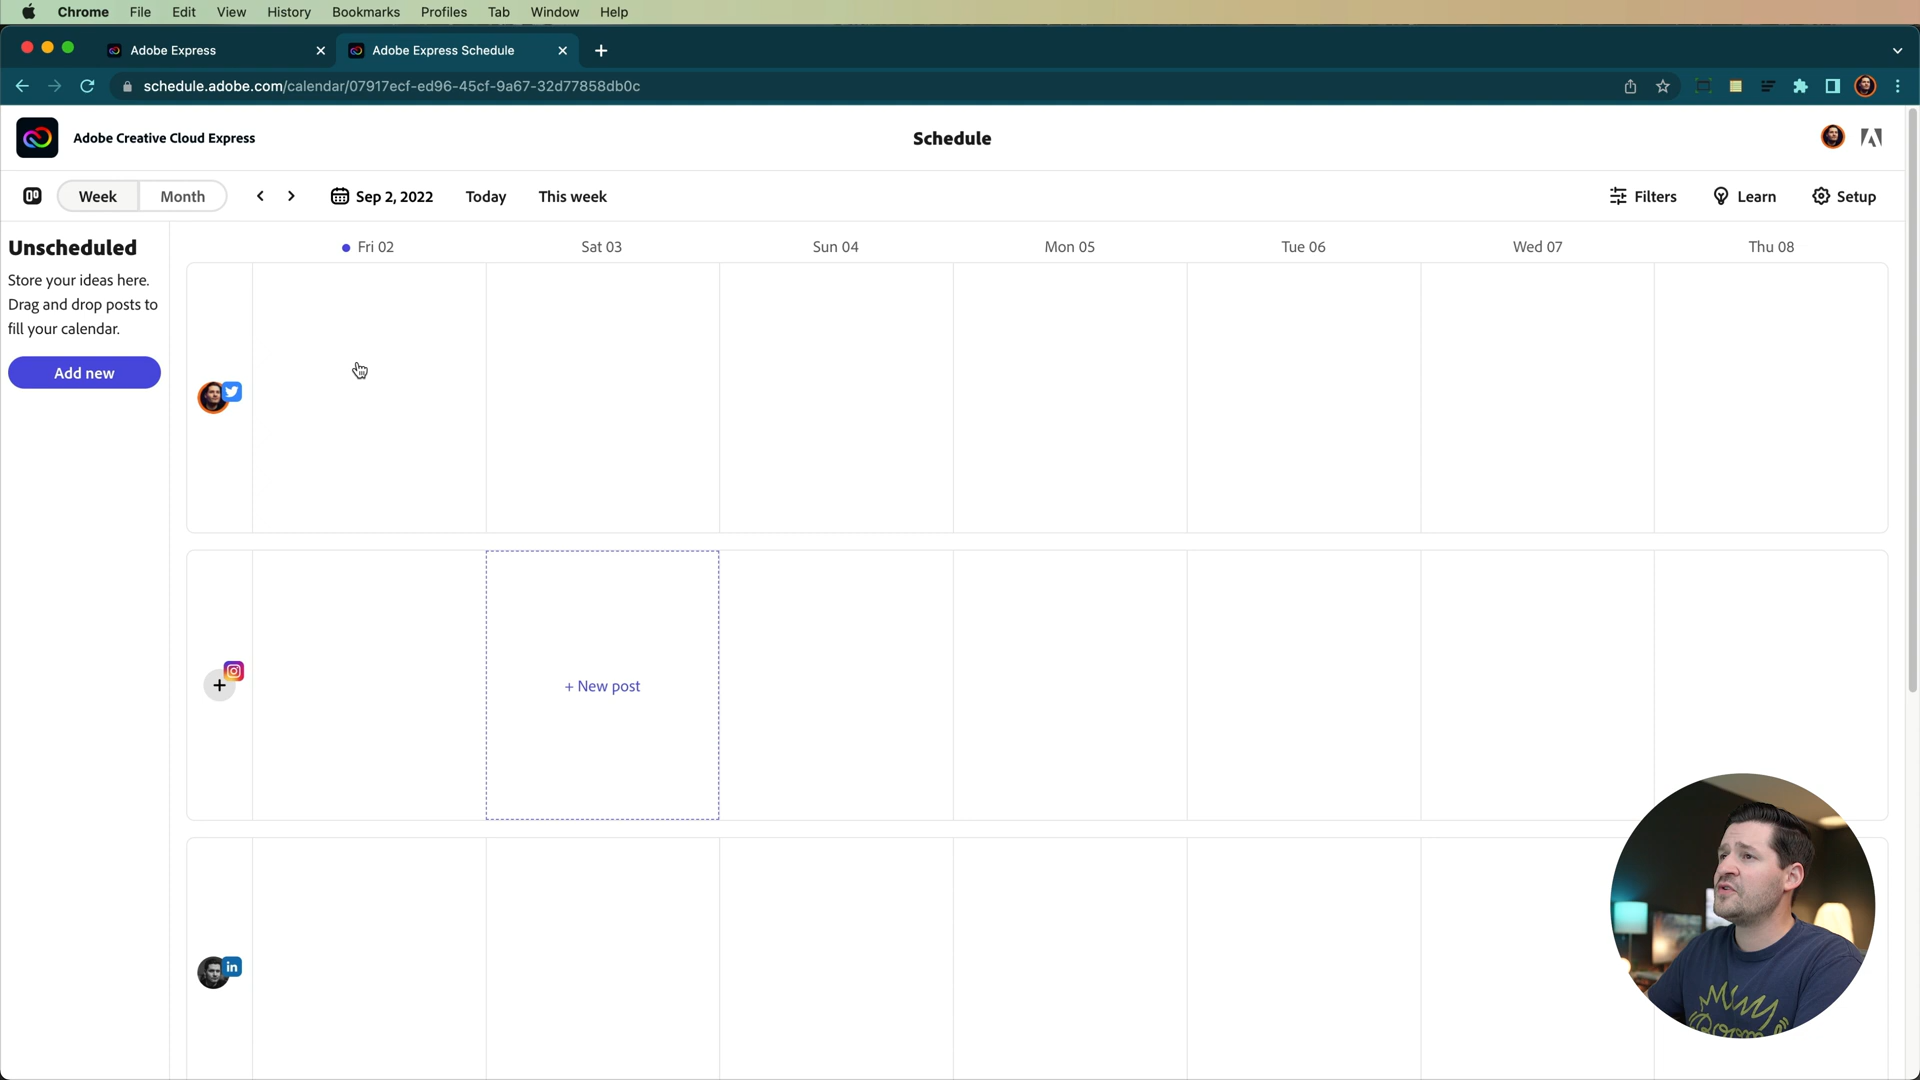 Chrome File Edit View History Bookmarks Profiles Tab Window Help
Adobe Express
Adobe Express Schedule
schedule.adobe.com/calendar/07917ecf-ed96-45cf-9a67-32d77858db0c
Adobe Creative Cloud Express
Schedule
Week Month Sep 2, 2022 Today This week Filters Learn Setup
Unscheduled
Store your ideas here.
Drag and drop posts to
fill your calendar.
Add new
Fri 02 Sat 03 Sun 04 Mon 05 Tue 06 Wed 07 Thu 08
+ New post
in